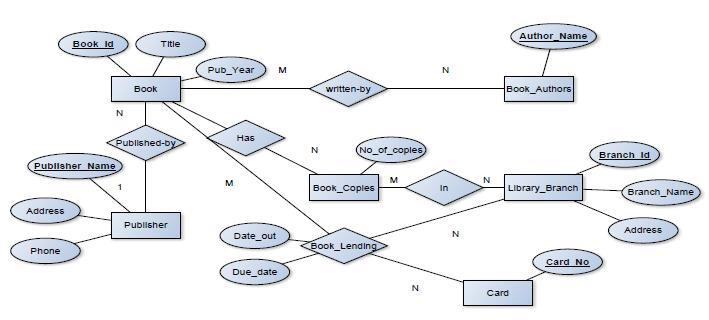 Author_Name
Book_Id
Title
Pub_Year
M
N
Book
written-by
Book_Authors
N
Published-by
Has
No_of_copies
N
Branch_Id
Publisher_Name
M
Book_Copies
M
In
N
Library_Branch
Branch_Name
1
Address
Publisher
Date_out
Book_Lending
N
Address
Phone
Due_date
Card_No
N
Card